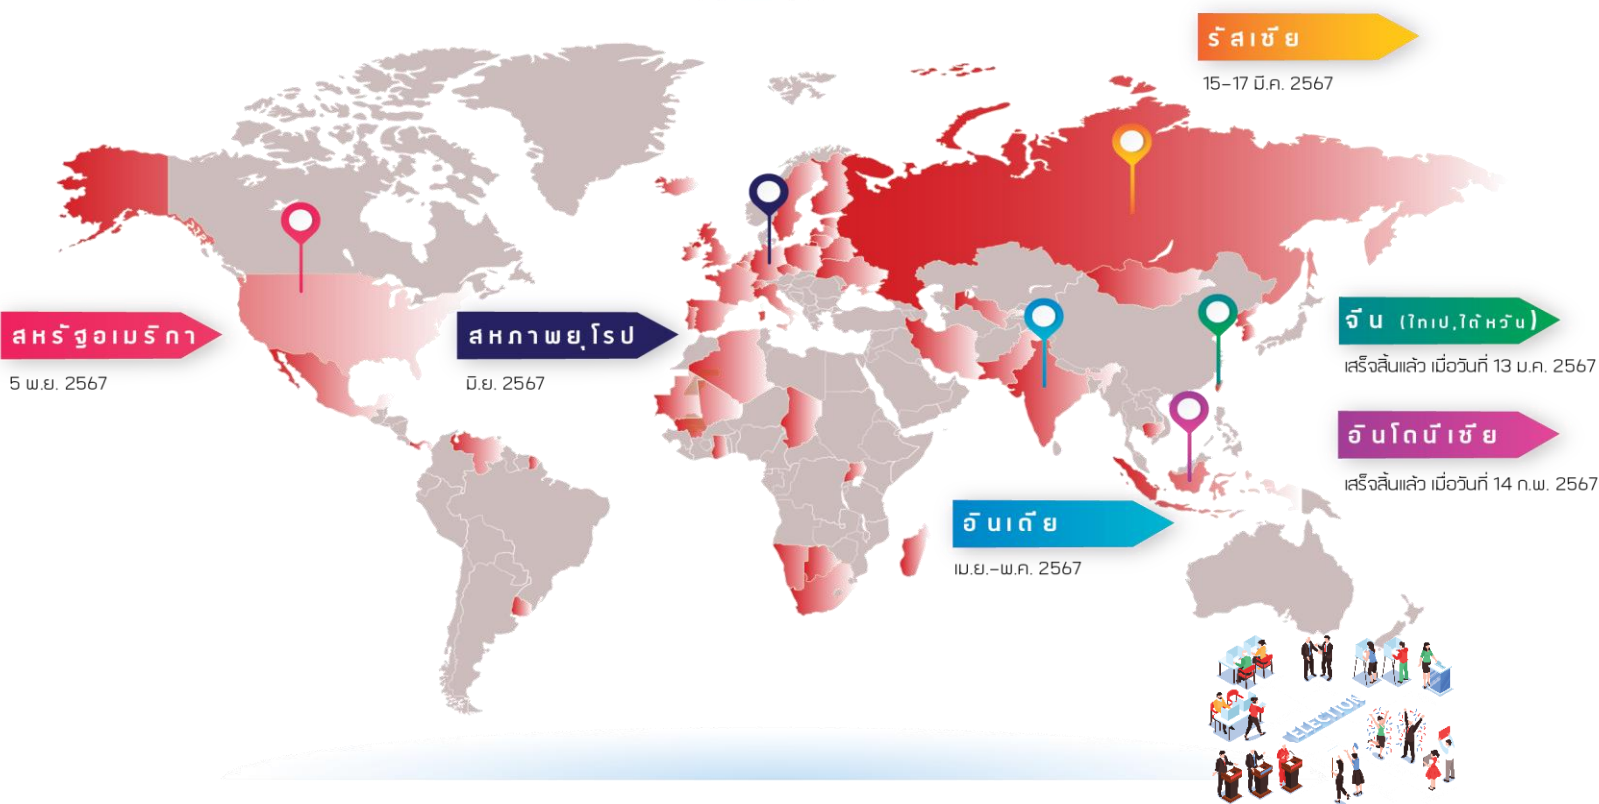 รัสเซีย
15-17 มี.ค. 2567
สหรัฐอเมริกา
5 พ.ย. 2567
สหภาพยุโรป
มิ.ย. 2567
จีน (ไทเป,ไต้หวัน)
เสร็จสิ้นแล้ว เมื่อวันที่ 13 ม.ค. 2567
อินโดนีเซีย
เสร็จสิ้นแล้ว เมื่อวันที่ 14 ก.พ. 2567
อินเดีย
เม.ย.-พ.ค. 2567
ELECTION